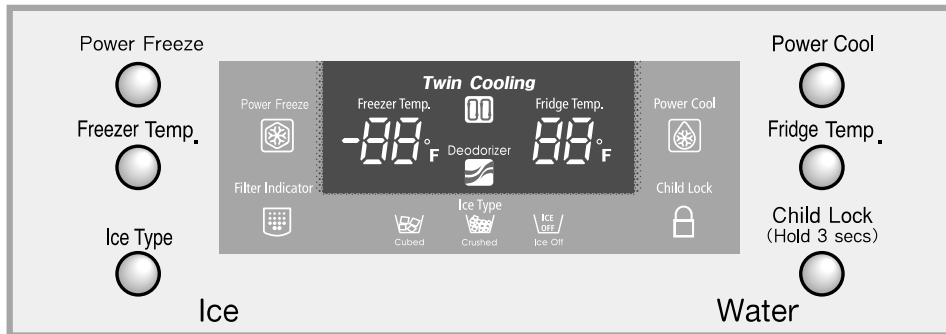 Power Freeze
Freezer Temp.
Ice Type
Ice
Twin Cooling
Power Freeze
Freezer Temp.
Fridge Temp.
Power Cool
-88°F
88°F
Deodorizer
Filter Indicator
Child Lock
Ice Type
ICE
OFF
Cubed
Crushed
Ice Off
Power Cool
Fridge Temp.
Child Lock
(Hold 3 secs)
Water